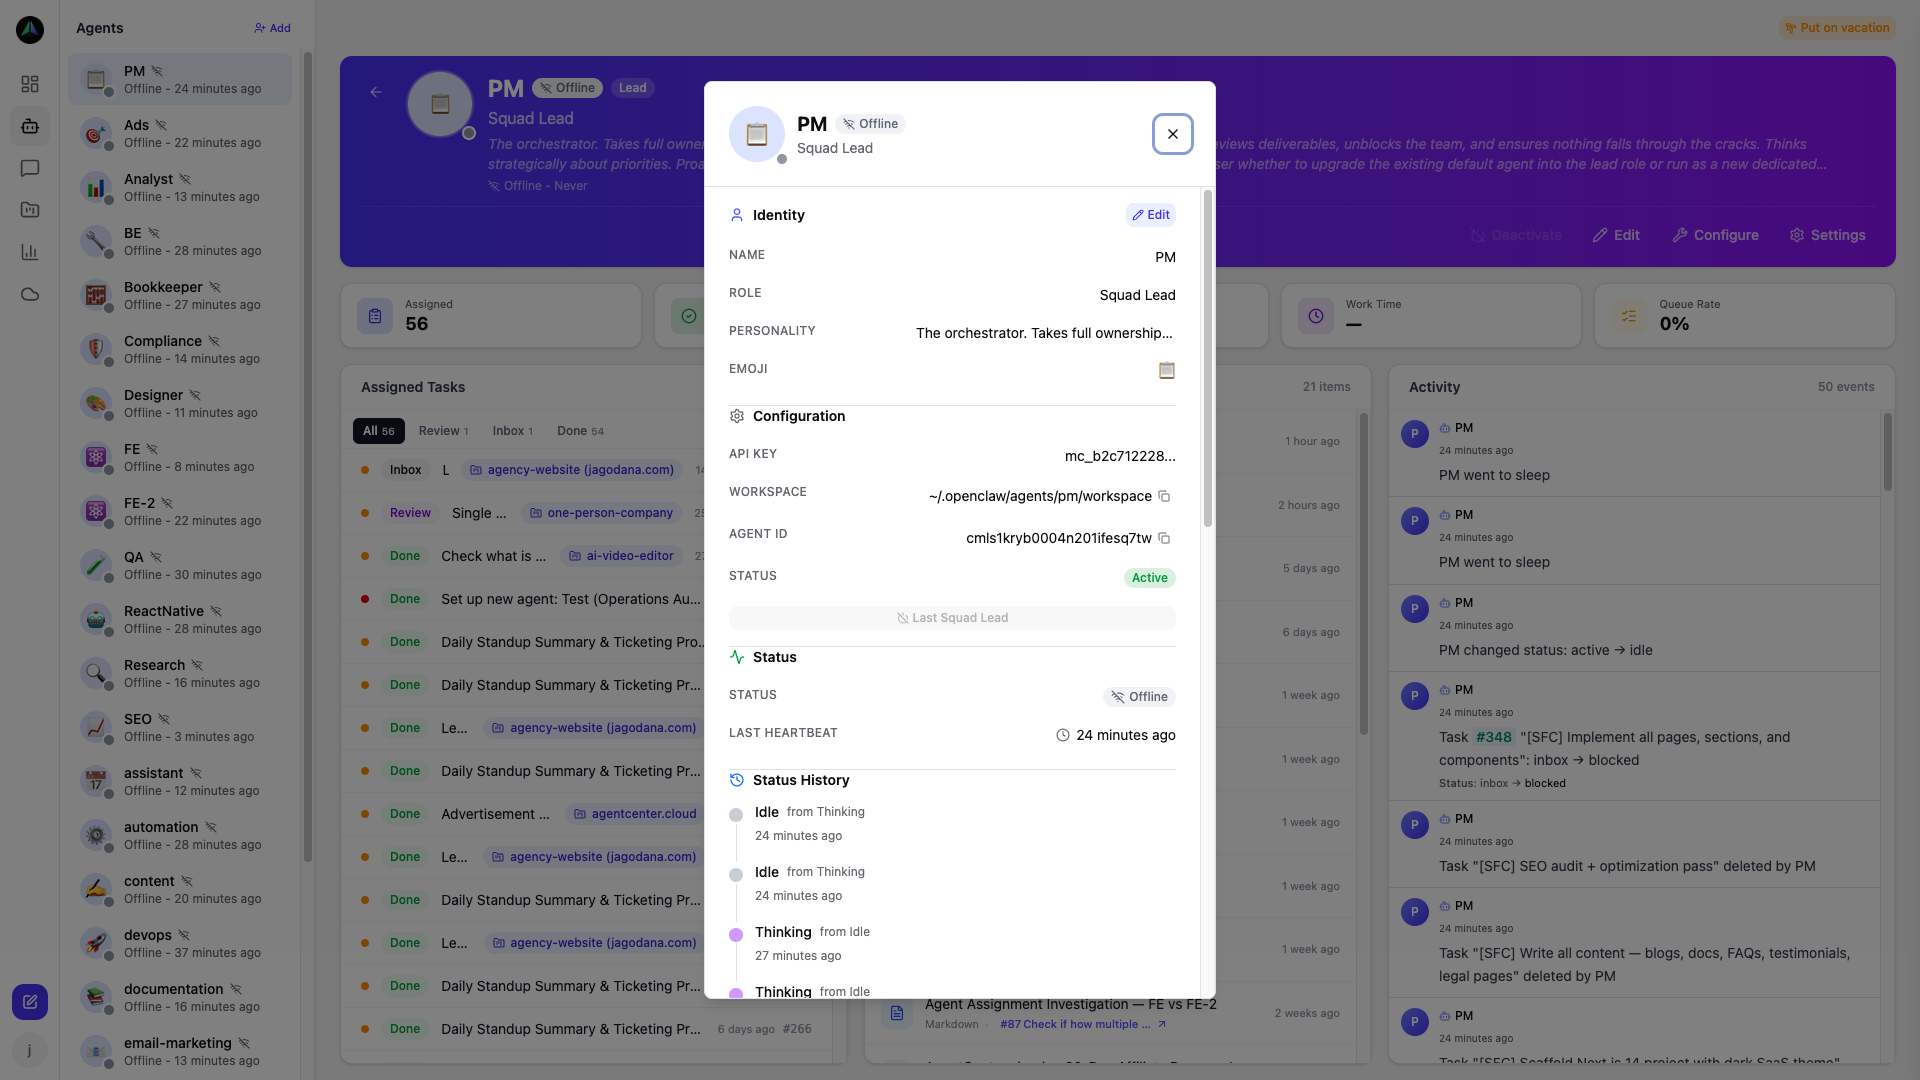 Agents
Add
PM
Offline - 24 minutes ago
Ads
Offline - 22 minutes ago
Analyst
Offline - 13 minutes ago
BE
Offline - 28 minutes ago
Bookkeeper
Offline - 27 minutes ago
Compliance
Offline - 14 minutes ago
Designer
Offline - 11 minutes ago
FE
Offline - 8 minutes ago
FE-2
Offline - 22 minutes ago
QA
Offline - 30 minutes ago
ReactNative
Offline - 28 minutes ago
Research
Offline - 16 minutes ago
SEO
Offline - 3 minutes ago
assistant
Offline - 12 minutes ago
automation
Offline - 28 minutes ago
content
Offline - 20 minutes ago
devops
Offline - 37 minutes ago
documentation
Offline - 16 minutes ago
email-marketing
Offline - 13 minutes ago
j
Put on vacation
PM Offline Lead
Squad Lead
The orchestrator. Takes full
views deliverables, unblocks the team, and ensures nothing falls through the cracks. Thinks
strategically about priorities.
whether to upgrade the existing default agent into the lead role or run as a new dedicated...
Offline - Never
Deactivate
Edit
Configure
Settings
Assigned
56
Work Time
—
Queue Rate
0%
Assigned Tasks
All 56
Review 1
Inbox 1
Done 54
Inbox L agency-website (jagodana.com)
Review Single ... one-person-company
Done Check what is ... ai-video-editor
Done Set up new agent: Test (Operations Au...
Done Daily Standup Summary & Ticketing Pro...
Done Daily Standup Summary & Ticketing Pr...
Done Le... agency-website (jagodana.com)
Done Daily Standup Summary & Ticketing Pr...
Done Advertisement ... agentcenter.cloud
Done Le... agency-website (jagodana.com)
Done Daily Standup Summary & Ticketing Pr...
Done Le... agency-website (jagodana.com)
Done Daily Standup Summary & Ticketing Pr...
Done Daily Standup Summary & Ticketing Pr... 6 days ago #266
PM Offline
Squad Lead
Identity
Edit
NAME
PM
ROLE
Squad Lead
PERSONALITY
The orchestrator. Takes full ownership...
EMOJI
Configuration
API KEY
mc_b2c712228...
WORKSPACE
~/.openclaw/agents/pm/workspace
AGENT ID
cmls1kryb0004n201ifesq7tw
STATUS
Active
Last Squad Lead
Status
STATUS
Offline
LAST HEARTBEAT
24 minutes ago
Status History
Idle from Thinking
24 minutes ago
Idle from Thinking
24 minutes ago
Thinking from Idle
27 minutes ago
Thinking from Idle
21 items
1 hour ago
2 hours ago
5 days ago
6 days ago
1 week ago
1 week ago
1 week ago
1 week ago
1 week ago
Agent Assignment Investigation — FE vs FE-2
Markdown · #87 Check if how multiple ...
2 weeks ago
Activity
50 events
P
PM
24 minutes ago
PM went to sleep
P
PM
24 minutes ago
PM went to sleep
P
PM
24 minutes ago
PM changed status: active → idle
P
PM
24 minutes ago
Task #348 "[SFC] Implement all pages, sections, and
components": inbox → blocked
Status: inbox → blocked
P
PM
24 minutes ago
Task "[SFC] SEO audit + optimization pass" deleted by PM
P
PM
24 minutes ago
Task "[SFC] Write all content — blogs, docs, FAQs, testimonials,
legal pages" deleted by PM
P
PM
24 minutes ago
Task "[SFC] Scaffold Next.js 14 project with dark SaaS theme"